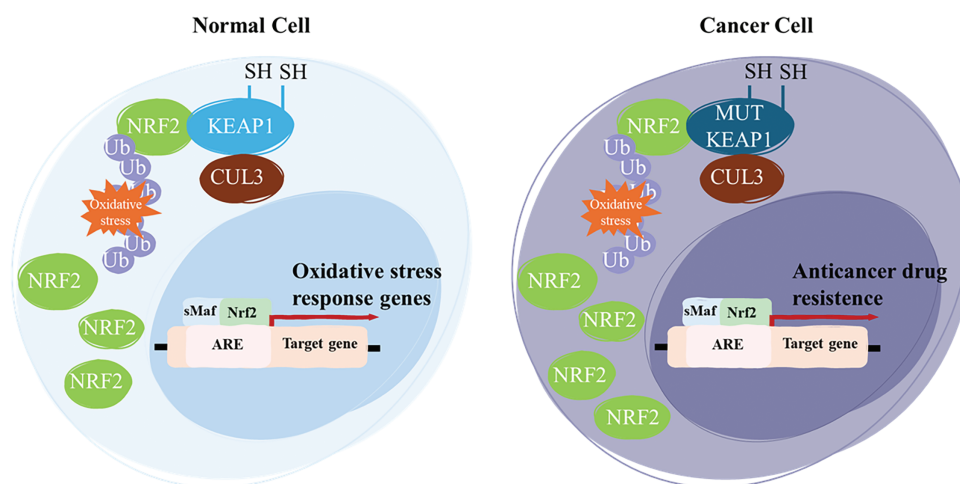 Normal Cell
SH SH
NRF2
KEAP1
Ub
Ub
Ub
CUL3
Oxidative
stress
Ub
Ub
NRF2
Oxidative stress
response genes
sMaf
Nrf2
NRF2
ARE
Target gene
NRF2
Cancer Cell
SH SH
NRF2
MUT
KEAP1
Ub
Ub
Ub
CUL3
Oxidative
stress
Ub
Ub
NRF2
Anticancer drug
resistence
sMaf
Nrf2
NRF2
ARE
Target gene
NRF2
NRF2